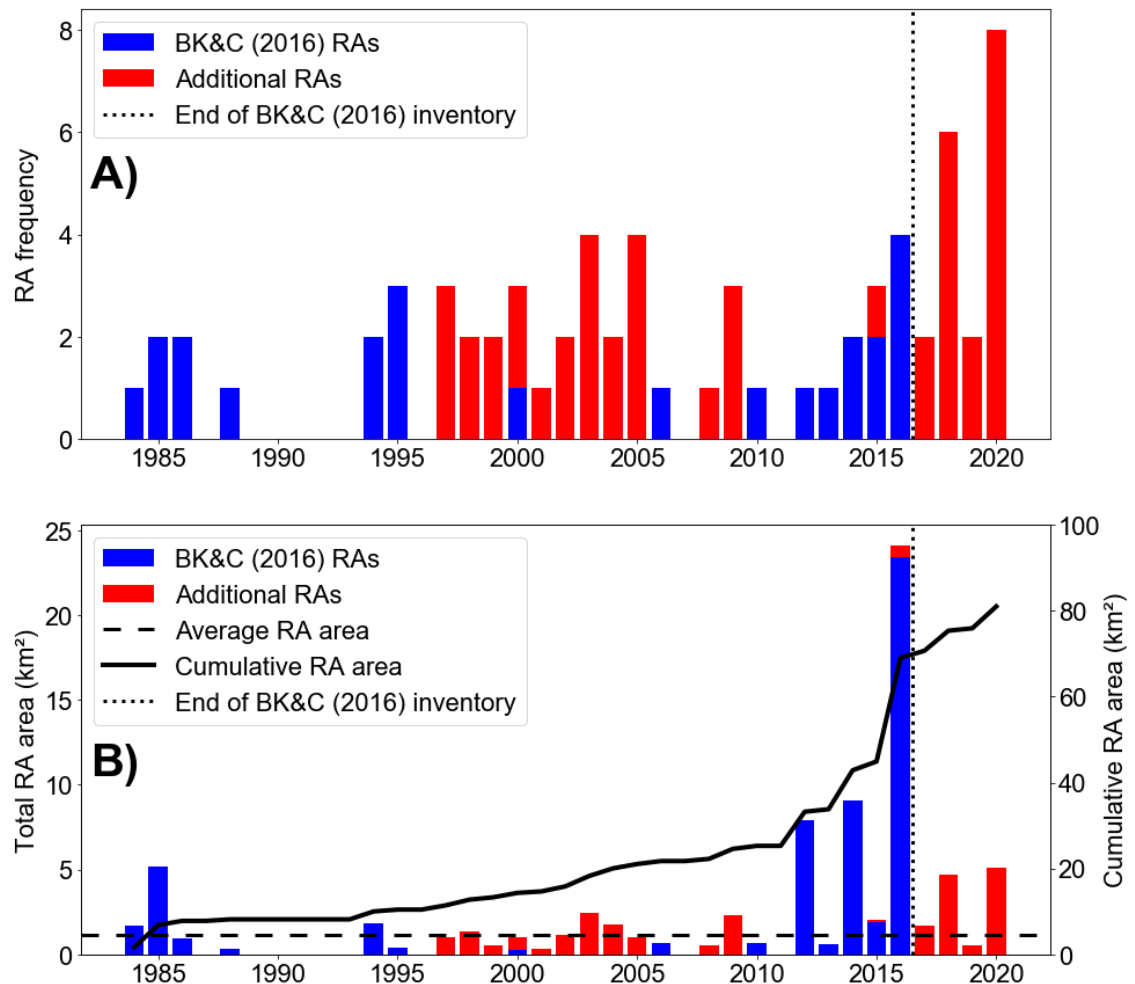 BK&C (2016) RAs
Additional RAs
End of BK&C (2016) inventory
A)
RA frequency
8
6
4
2
0
1985 1990 1995 2000 2005 2010 2015 2020
BK&C (2016) RAs
Additional RAs
Average RA area
Cumulative RA area
End of BK&C (2016) inventory
B)
Total RA area (km²)
25
20
15
10
5
0
Cumulative RA area (km²)
100
80
60
40
20
0
1985 1990 1995 2000 2005 2010 2015 2020